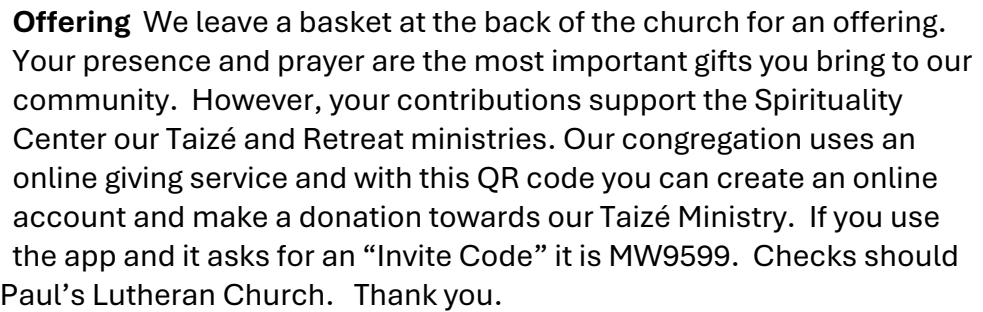 Offering  We leave a basket at the back of the church for an offering.
Your presence and prayer are the most important gifts you bring to our
community.  However, your contributions support the Spirituality
Center our Taizé and Retreat ministries. Our congregation uses an
online giving service and with this QR code you can create an online
account and make a donation towards our Taizé Ministry.  If you use
the app and it asks for an “Invite Code” it is MW9599.  Checks should
Paul’s Lutheran Church.   Thank you.